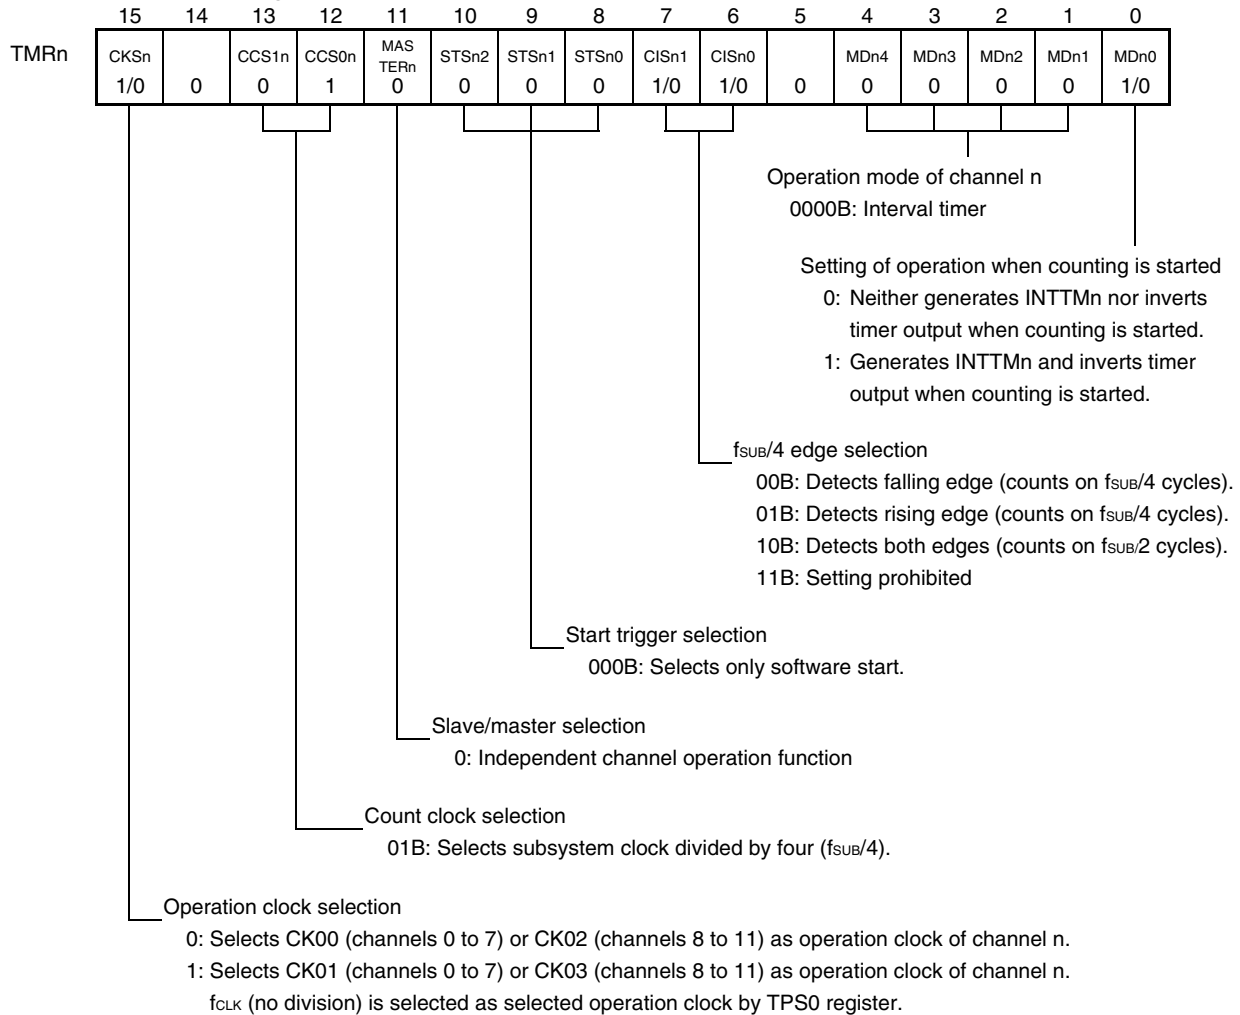 15 14 13 12 11 10 9 8 7 6 5 4 3 2 1 0
TMRn
CKSn CCS1n CCS0n MAS TERn STSn2 STSn1 STSn0 CISn1 CISn0 MDn4 MDn3 MDn2 MDn1 MDn0
1/0 0 0 1 0 0 0 0 1/0 1/0 0 0 0 0 0 1/0
Operation mode of channel n
0000B: Interval timer
Setting of operation when counting is started
0: Neither generates INTTMn nor inverts
timer output when counting is started.
1: Generates INTTMn and inverts timer
output when counting is started.
fSUB/4 edge selection
00B: Detects falling edge (counts on fSUB/4 cycles).
01B: Detects rising edge (counts on fSUB/4 cycles).
10B: Detects both edges (counts on fSUB/2 cycles).
11B: Setting prohibited
Start trigger selection
000B: Selects only software start.
Slave/master selection
0: Independent channel operation function
Count clock selection
01B: Selects subsystem clock divided by four (fSUB/4).
Operation clock selection
0: Selects CK00 (channels 0 to 7) or CK02 (channels 8 to 11) as operation clock of channel n.
1: Selects CK01 (channels 0 to 7) or CK03 (channels 8 to 11) as operation clock of channel n.
fCLK (no division) is selected as selected operation clock by TPS0 register.